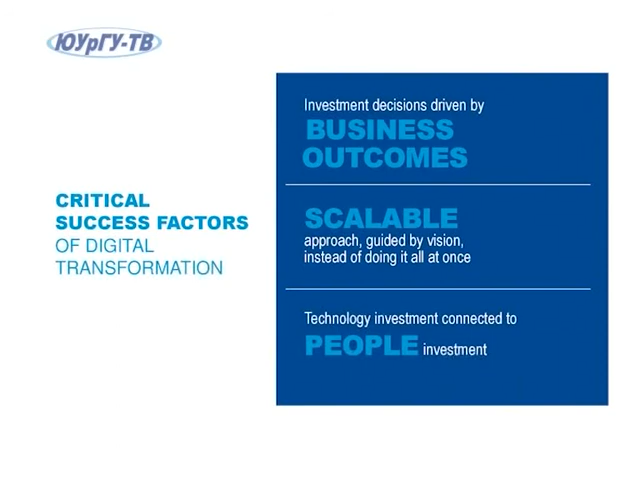 ЮУрГУ-ТВ
CRITICAL
SUCCESS FACTORS
OF DIGITAL
TRANSFORMATION
Investment decisions driven by
BUSINESS
OUTCOMES
SCALABLE
approach, guided by vision,
instead of doing it all at once
Technology investment connected to
PEOPLE investment